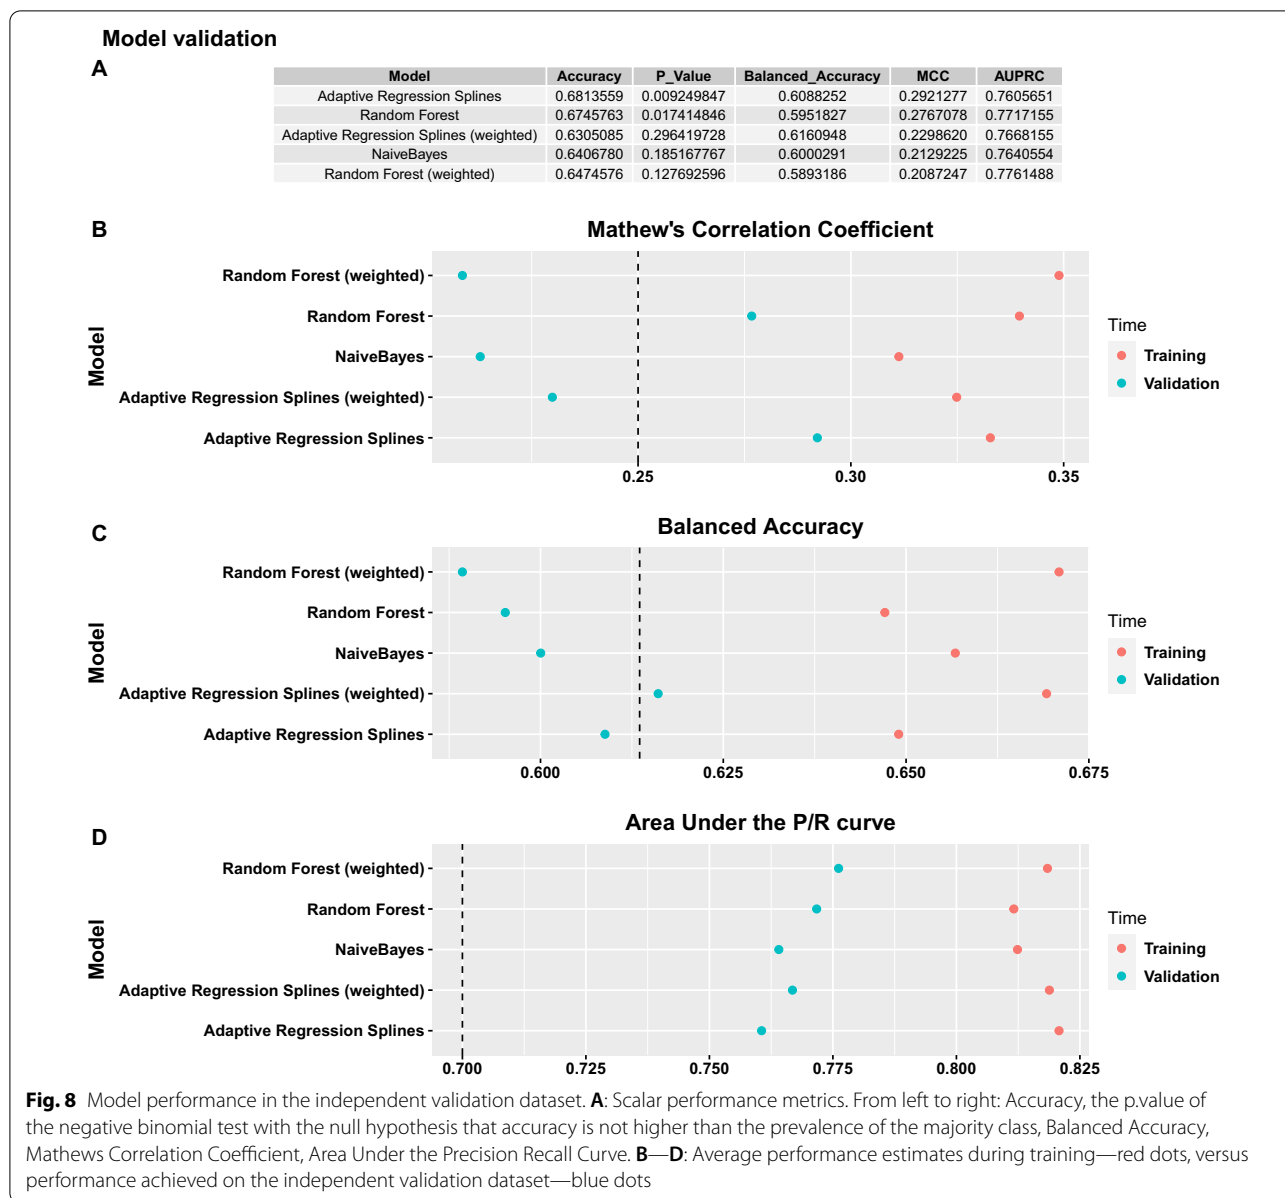 Model validation
A
Model Accuracy P_Value Balanced_Accuracy MCC AUPRC
Adaptive Regression Splines 0.6813559 0.009249847 0.6088252 0.2921277 0.7605651
Random Forest 0.6745763 0.017414846 0.5951827 0.2767078 0.7717155
Adaptive Regression Splines (weighted) 0.6305085 0.296419728 0.6160948 0.2298620 0.7668155
NaiveBayes 0.6406780 0.185167767 0.6000291 0.2129225 0.7640554
Random Forest (weighted) 0.6474576 0.127692596 0.5893186 0.2087247 0.7761488
B
Mathew's Correlation Coefficient
Model
Random Forest (weighted)
Random Forest
NaiveBayes
Adaptive Regression Splines (weighted)
Adaptive Regression Splines
0.25 0.30 0.35
Time
Training
Validation
C
Balanced Accuracy
Model
Random Forest (weighted)
Random Forest
NaiveBayes
Adaptive Regression Splines (weighted)
Adaptive Regression Splines
0.600 0.625 0.650 0.675
Time
Training
Validation
D
Area Under the P/R curve
Model
Random Forest (weighted)
Random Forest
NaiveBayes
Adaptive Regression Splines (weighted)
Adaptive Regression Splines
0.700 0.725 0.750 0.775 0.800 0.825
Time
Training
Validation
Fig. 8 Model performance in the independent validation dataset. A: Scalar performance metrics. From left to right: Accuracy, the p.value of
the negative binomial test with the null hypothesis that accuracy is not higher than the prevalence of the majority class, Balanced Accuracy,
Mathews Correlation Coefficient, Area Under the Precision Recall Curve. B—D: Average performance estimates during training—red dots, versus
performance achieved on the independent validation dataset—blue dots